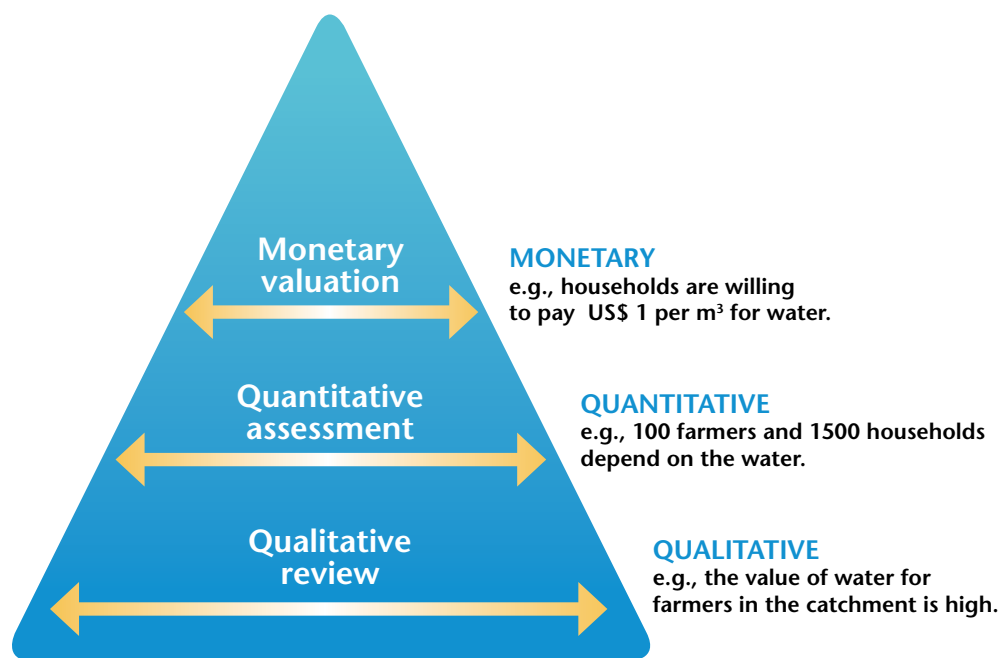 Monetary
valuation
MONETARY
e.g., households are willing
to pay  US$ 1 per m³ for water.
Quantitative
assessment
QUANTITATIVE
e.g., 100 farmers and 1500 households
depend on the water.
Qualitative
review
QUALITATIVE
e.g., the value of water for
farmers in the catchment is high.